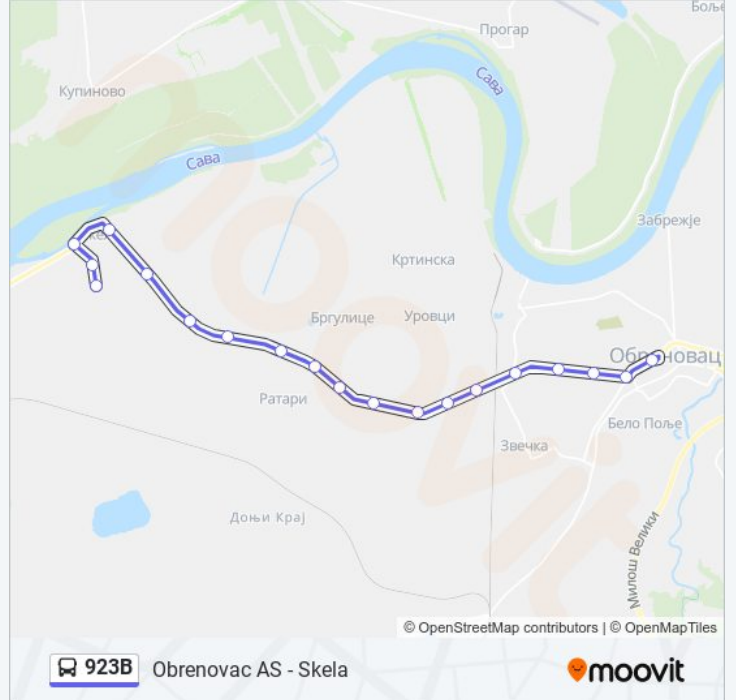 Боље
Прогар
Сава
Купиново
Сава
Забрежје
Кртинска
Бргулице
Уровци
Обреновац
Ратари
Бело Поље
Звечка
Доњи Крај
Милош Велики
© OpenStreetMap contributors | © OpenMapTiles
923B
Obrenovac AS - Skela
moovit